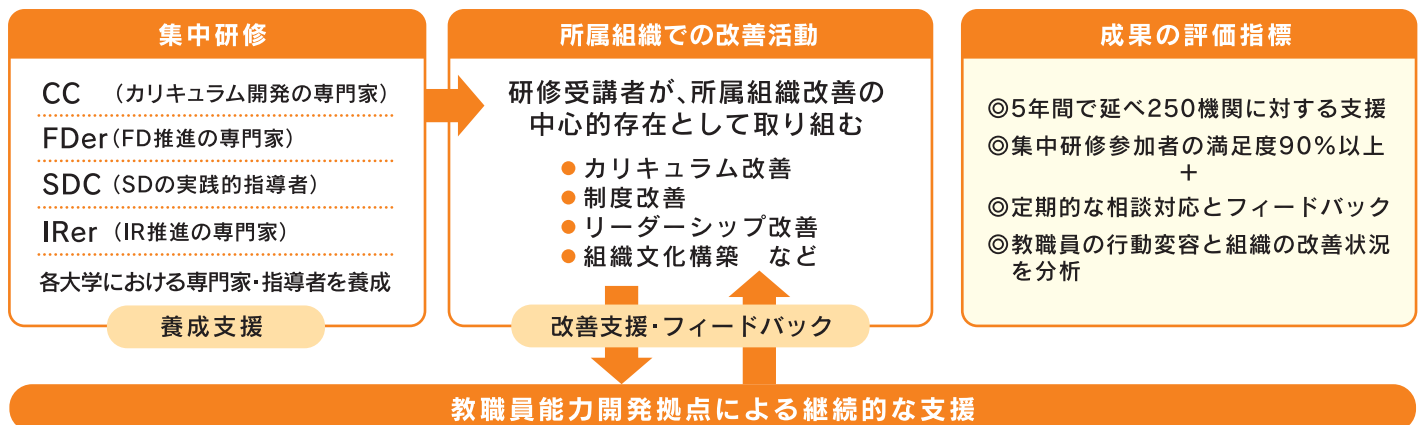 集中研修
CC （カリキュラム開発の専門家）
FDer（FD推進の専門家）
SDC（SDの実践的指導者）
IRer（IR推進の専門家）
各大学における専門家・指導者を養成
養成支援
所属組織での改善活動
研修受講者が、所属組織改善の
中心的存在として取り組む
●カリキュラム改善
●制度改善
●リーダーシップ改善
●組織文化構築　など
改善支援・フィードバック
成果の評価指標
◎5年間で延べ250機関に対する支援
◎集中研修参加者の満足度90％以上
＋
◎定期的な相談対応とフィードバック
◎教職員の行動変容と組織の改善状況
を分析
教職員能力開発拠点による継続的な支援